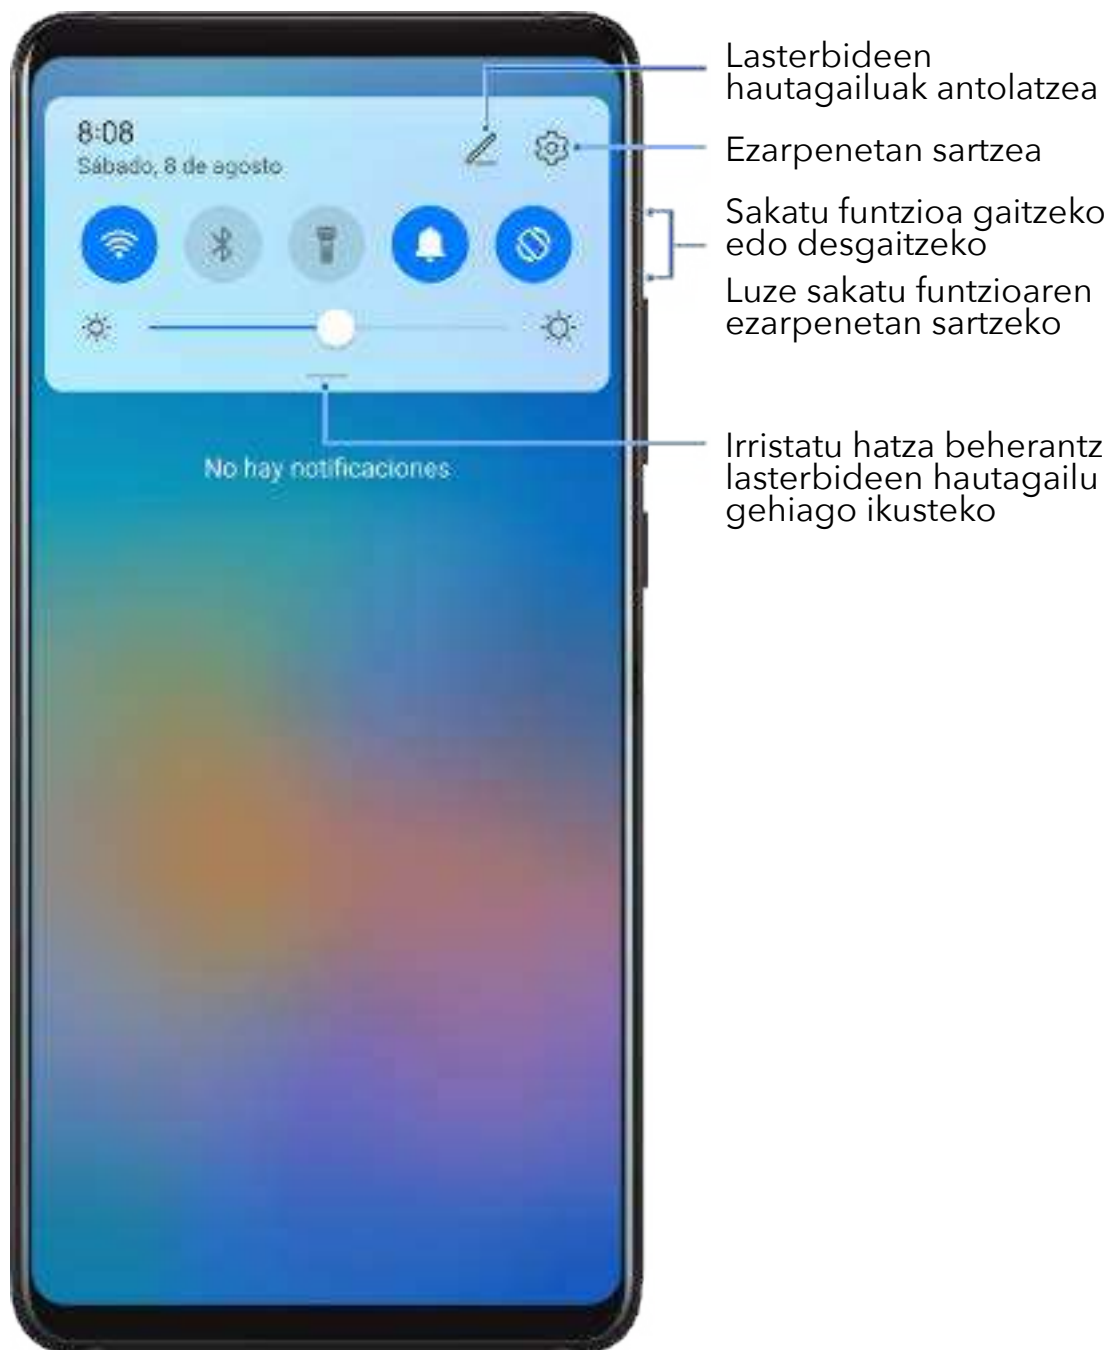 8:08
Sábado, 8 de agosto
No hay notificaciones
Lasterbideen
hautagailuak antolatzea
Ezarpenetan sartzea
Sakatu funtzioa gaitzeko
edo desgaitzeko
Luze sakatu funtzioaren
ezarpenetan sartzeko
Irristatu hatza beherantz
lasterbideen hautagailu
gehiago ikusteko